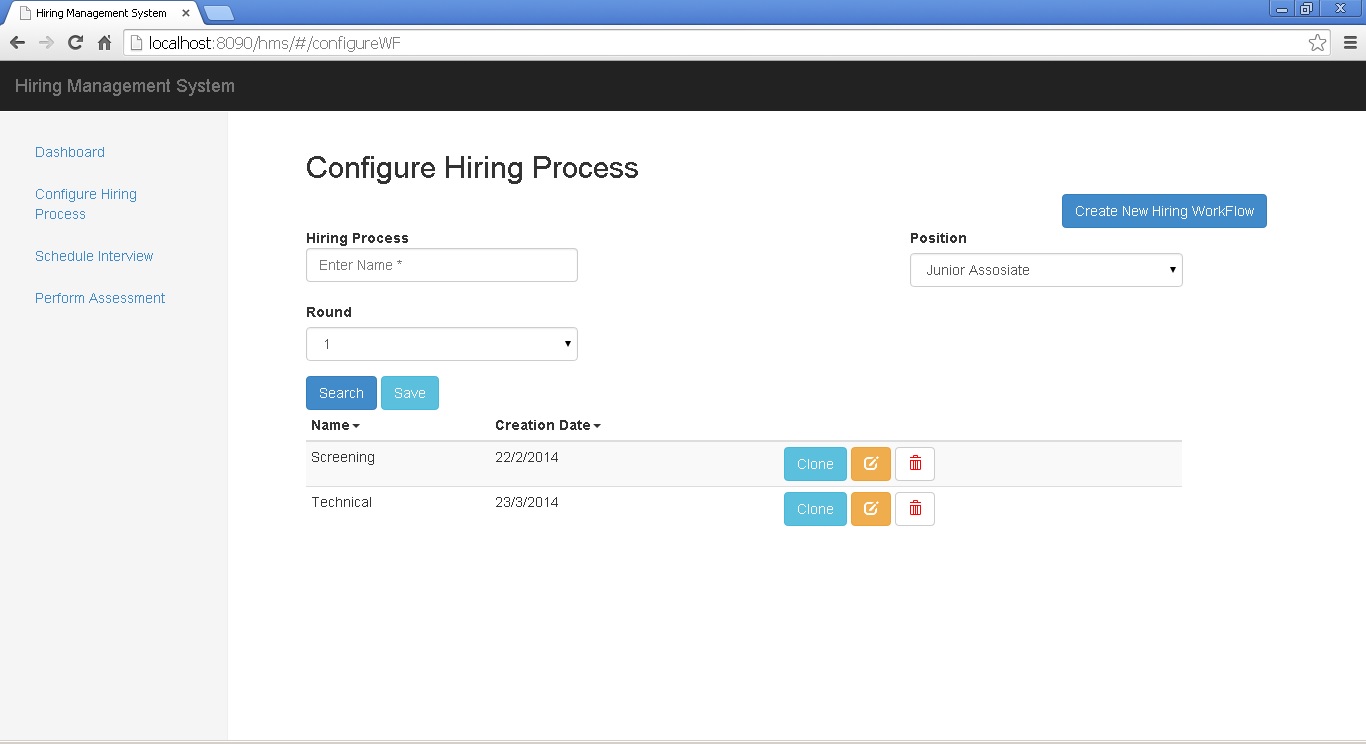 Hiring Management System
localhost:8090/hms/#/configureWF
Hiring Management System
Dashboard
Configure Hiring
Process
Schedule Interview
Perform Assessment
Configure Hiring Process
Create New Hiring WorkFlow
Hiring Process
Enter Name *
Position
Junior Assosiate
Round
1
Search Save
Name Creation Date
Screening 22/2/2014 Clone
Technical 23/3/2014 Clone